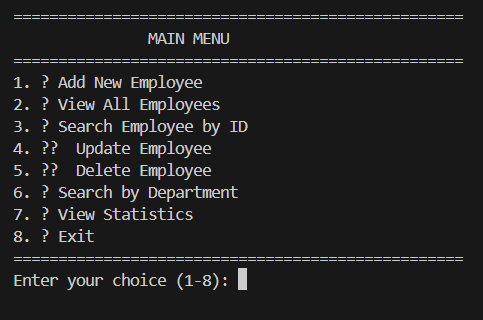 ==================================================
MAIN MENU
==================================================
1. ? Add New Employee
2. ? View All Employees
3. ? Search Employee by ID
4. ??  Update Employee
5. ??  Delete Employee
6. ? Search by Department
7. ? View Statistics
8. ? Exit
==================================================
Enter your choice (1-8):